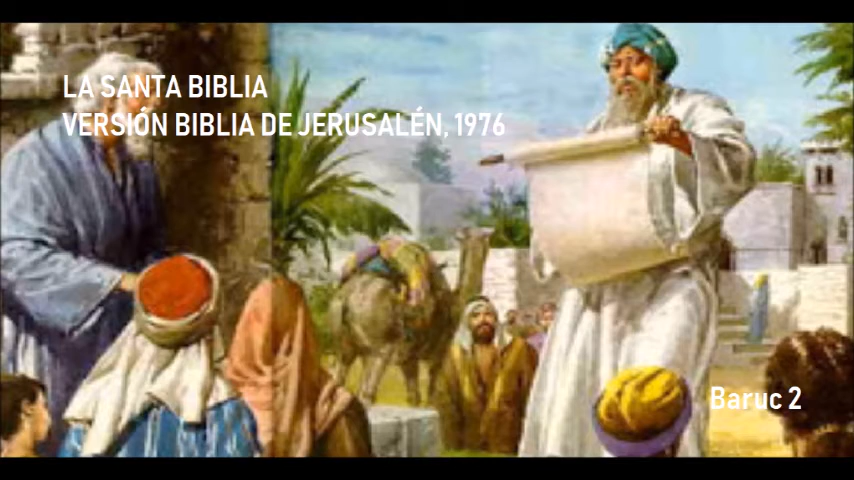 LA SANTA BIBLIA
VERSIÓN BIBLIA DE JERUSALÉN, 1976
Baruc 2